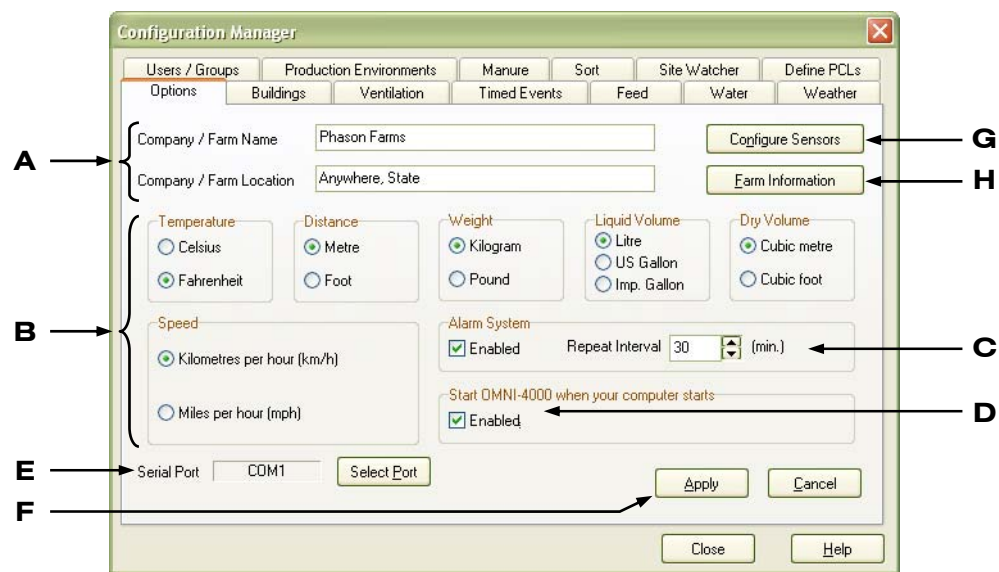 Configuration Manager
Users / Groups Production Environments Manure Sort Site Watcher Define PCLs
Options Buildings Ventilation Timed Events Feed Water Weather
A Company / Farm Name Phason Farms Configure Sensors G
Company / Farm Location Anywhere, State Farm Information H
Temperature Distance Weight Liquid Volume Dry Volume
Celsius Metre Kilogram Litre Cubic metre
US Gallon
Fahrenheit Foot Pound Imp. Gallon Cubic foot
B Speed Alarm System
Kilometres per hour (km/h) Enabled Repeat Interval 30 (min.) C
Start OMNI-4000 when your computer starts D
Miles per hour (mph) Enabled
E Serial Port COM1 Select Port
F Apply Cancel
Close Help